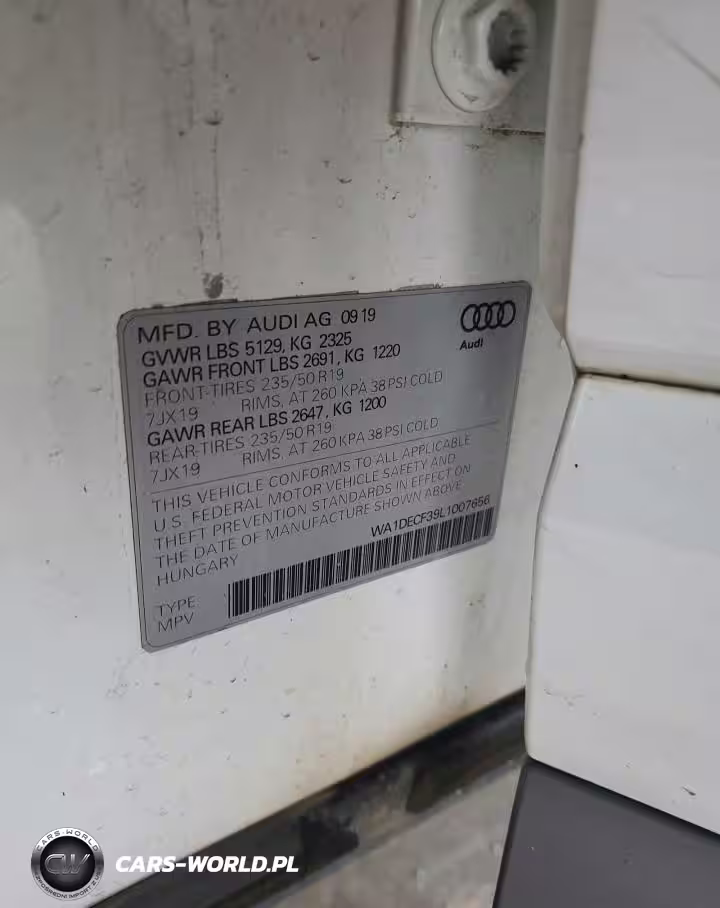 MFD. BY AUDI AG 0919
GVWR LBS 5129, KG 2325
GAWR FRONT LBS 2691, KG 1220
FRONT-TIRES 235/50 R19
7JX19 RIMS, AT 260 KPA 38 PSI COLD
GAWR REAR LBS 2647, KG 1200
REAR-TIRES 235/50 R19
7JX19 RIMS, AT 260 KPA 38 PSI COLD
Audi
THIS VEHICLE CONFORMS TO ALL APPLICABLE
U.S. FEDERAL MOTOR VEHICLE SAFETY AND
THEFT PREVENTION STANDARDS IN EFFECT ON
THE DATE OF MANUFACTURE SHOWN ABOVE
HUNGARY
WA1DECF39L1007656
TYPE
MPV
CARS-WORLD
CW
CARS-WORLD.PL